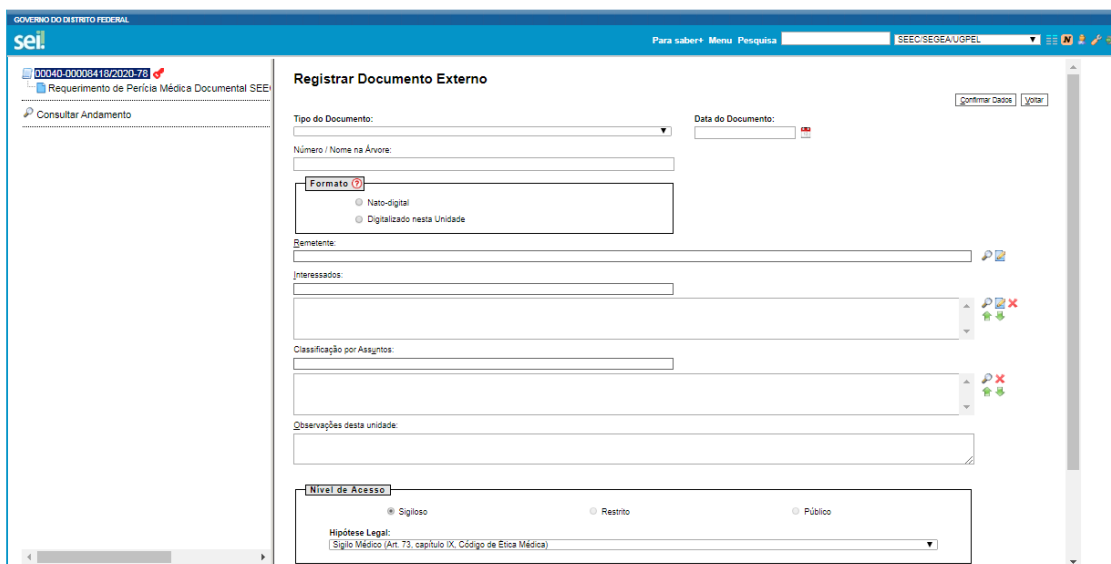 GOVERNO DO DISTRITO FEDERAL
sei!
Para saber+ Menu Pesquisa
SEEC/SEGEA/UGPEL
N
00040-00008418/2020-78
Requerimento de Perícia Médica Documental SEE
Consultar Andamento
Registrar Documento Externo
Confirmar Dados
Voltar
Tipo do Documento:
Data do Documento:
Número / Nome na Árvore:
Formato ?
Nato-digital
Digitalizado nesta Unidade
Remetente:
Interessados:
Classificação por Assuntos:
Observações desta unidade:
Nível de Acesso
Sigiloso
Restrito
Público
Hipótese Legal:
Sigilo Médico (Art. 73, capítulo IX, Código de Ética Médica)